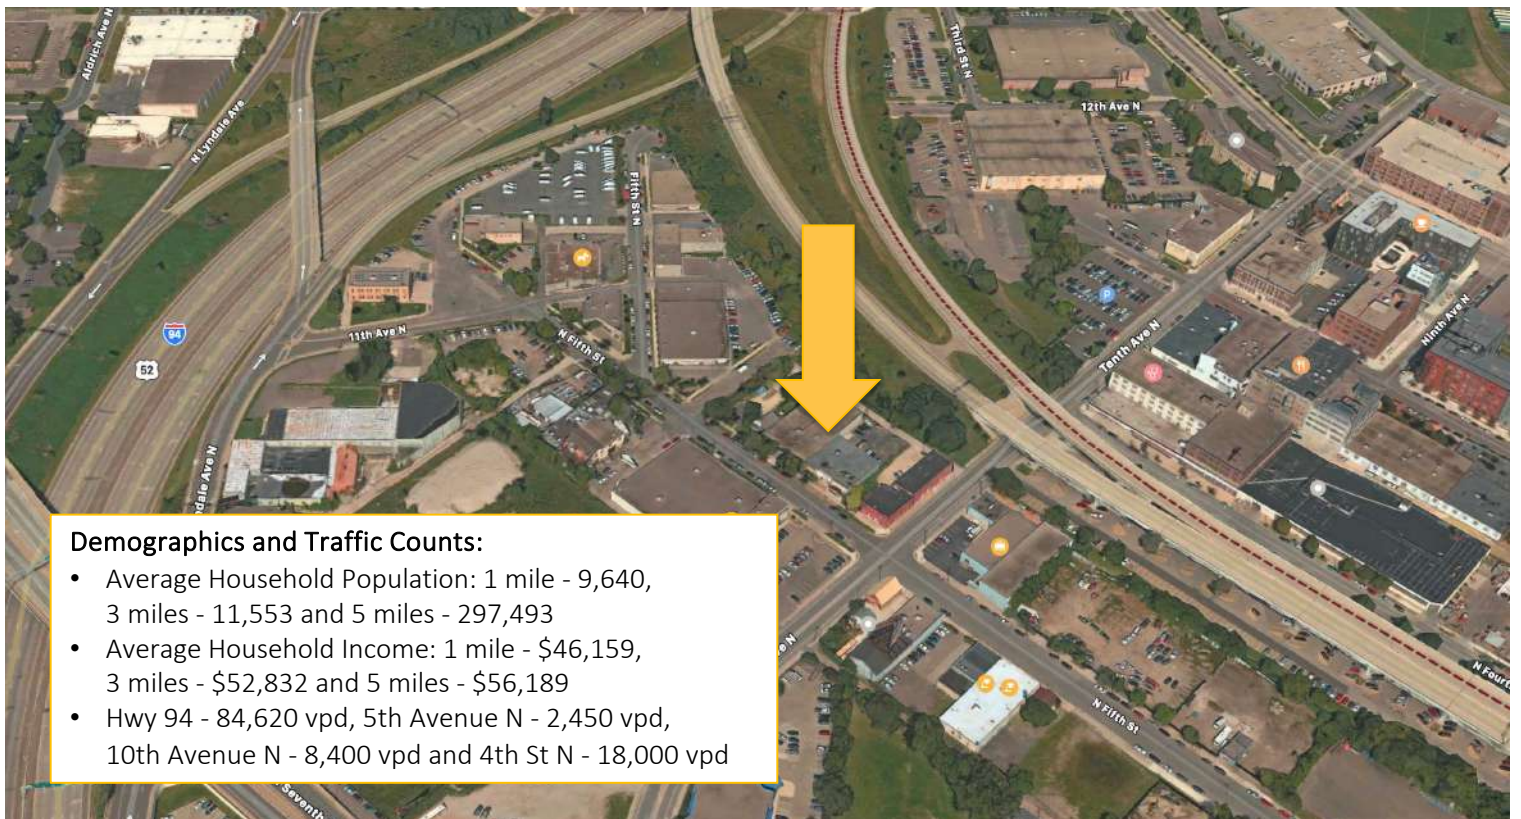 Aldrich Ave N
N Lyndale Ave
Third St N
12th Ave N
Fifth St N
94
52
11th Ave N
N Fifth St
P
Tenth Ave N
Ninth Ave N
dale Ave N
Demographics and Traffic Counts:
• Average Household Population: 1 mile - 9,640,
3 miles - 11,553 and 5 miles - 297,493
• Average Household Income: 1 mile - $46,159,
3 miles - $52,832 and 5 miles - $56,189
• Hwy 94 - 84,620 vpd, 5th Avenue N - 2,450 vpd,
10th Avenue N - 8,400 vpd and 4th St N - 18,000 vpd
e N
N Fourth
N Fifth St
Seventh